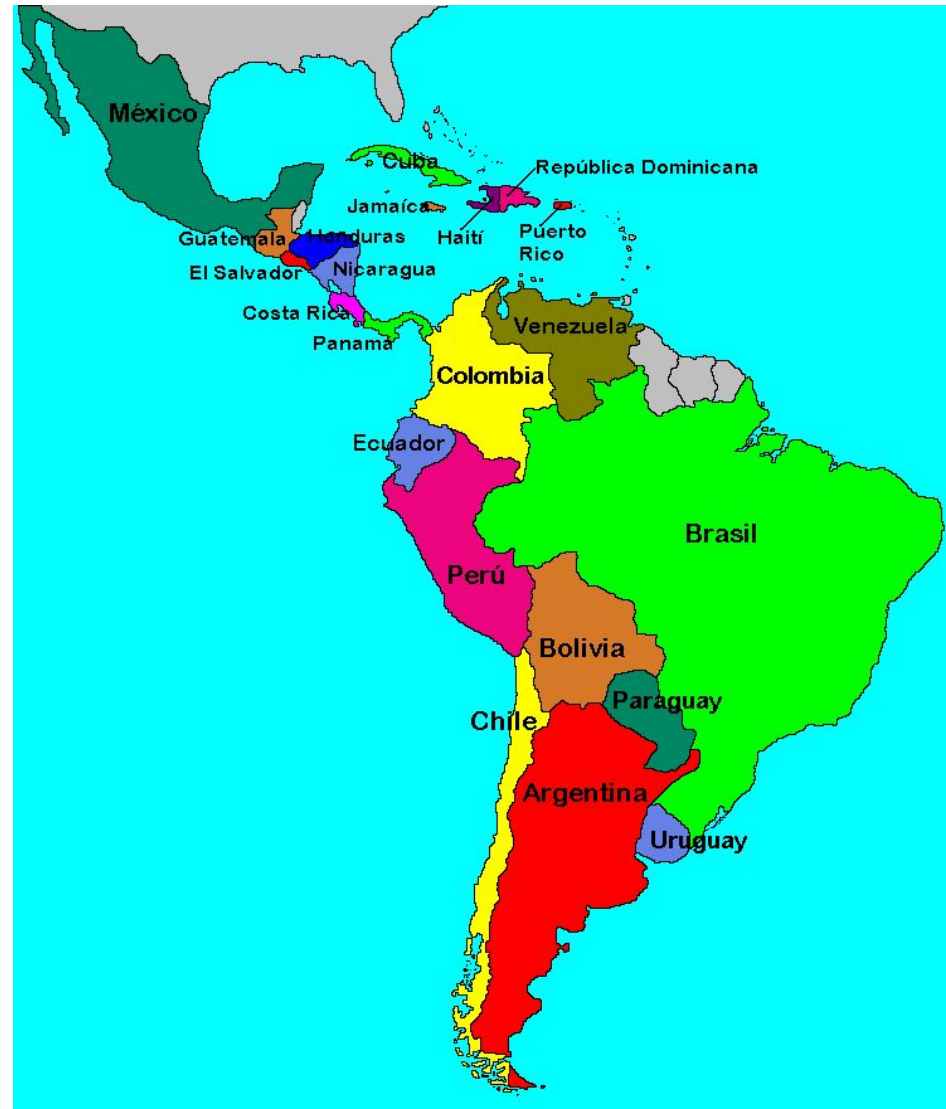 México
Cuba
República Dominicana
Jamaíca
Haití
Puerto
Rico
Guatemala
Honduras
El Salvador
Nicaragua
Costa Rica
Panamá
Venezuela
Colombia
Ecuador
Brasil
Perú
Bolivia
Paraguay
Chile
Argentina
Uruguay